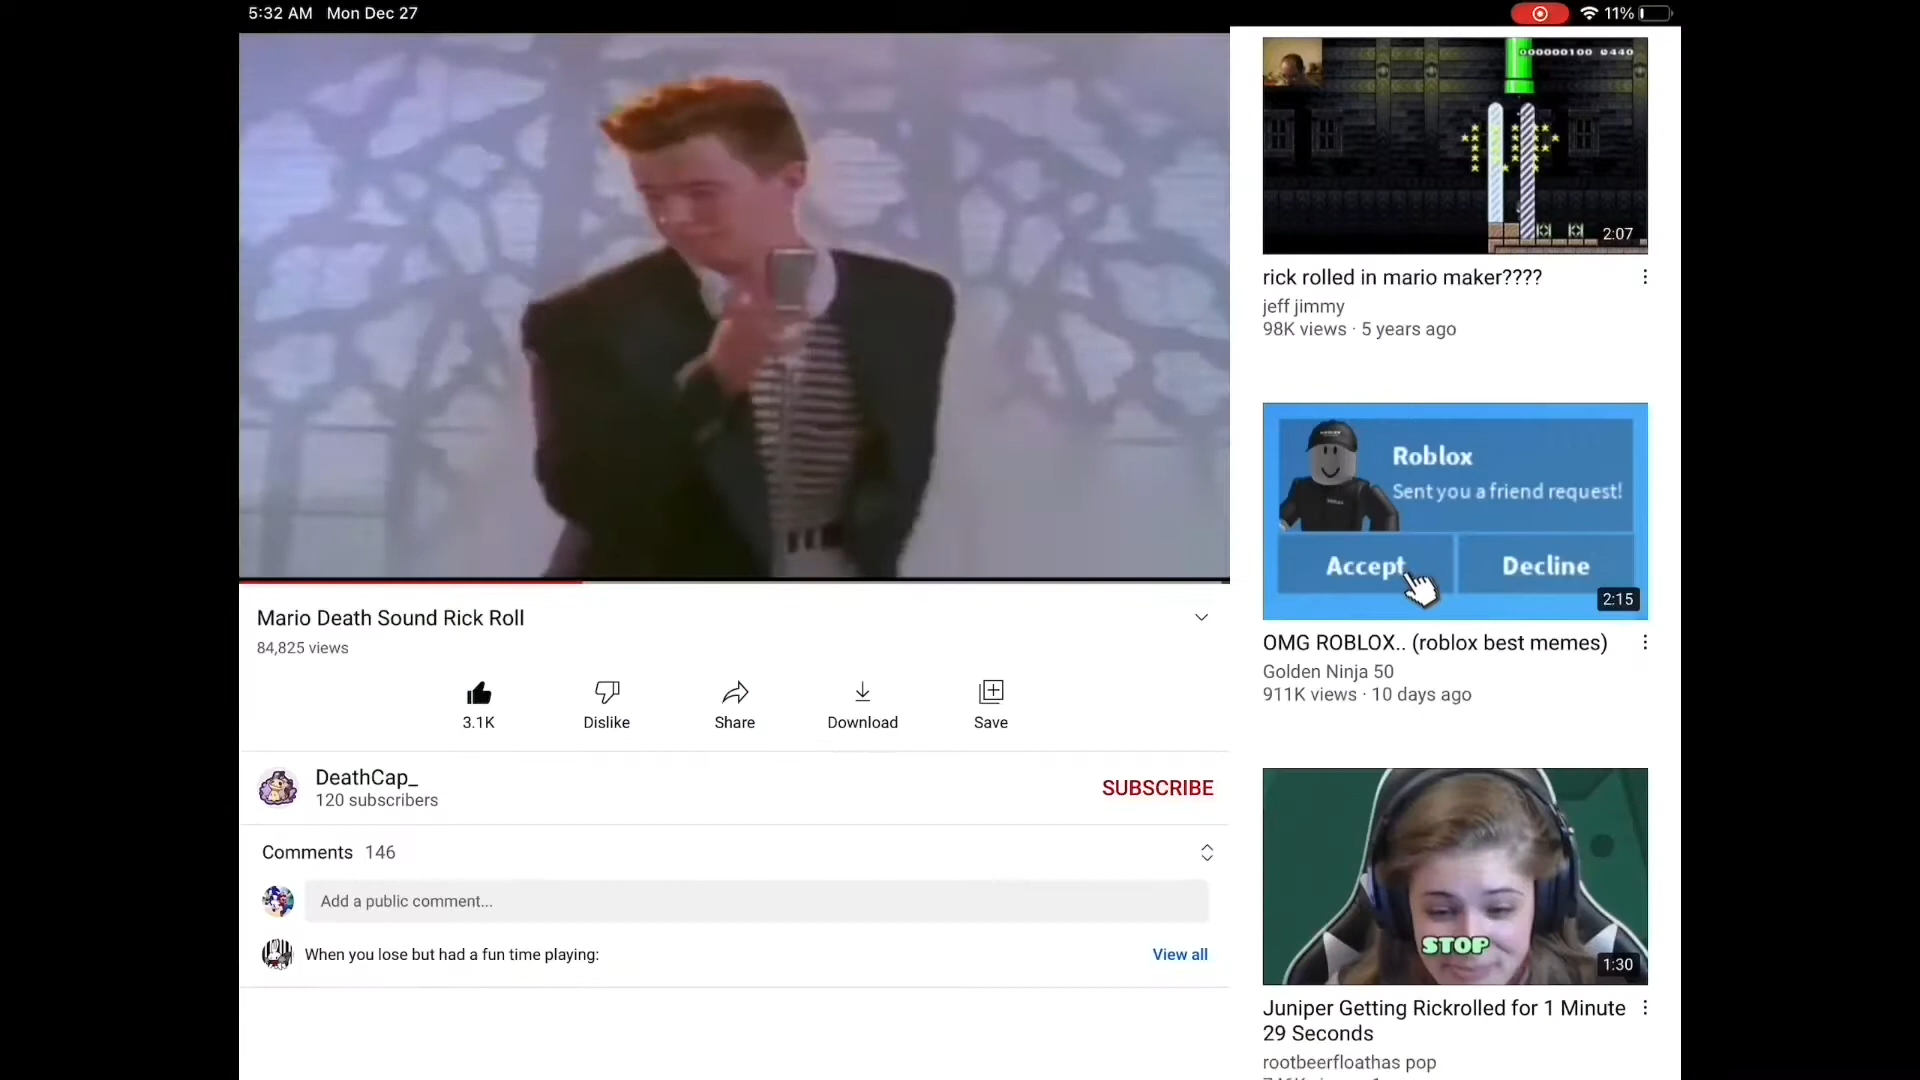 5:32 AM Mon Dec 27
11%
Mario Death Sound Rick Roll
84,825 views
3.1K
Dislike
Share
Download
Save
DeathCap_
120 subscribers
SUBSCRIBE
Comments 146
Add a public comment...
When you lose but had a fun time playing:
View all
000000100 0440
2:07
rick rolled in mario maker????
jeff jimmy
98K views · 5 years ago
Roblox
Sent you a friend request!
Accept
Decline
2:15
OMG ROBLOX.. (roblox best memes)
Golden Ninja 50
911K views · 10 days ago
STOP
1:30
Juniper Getting Rickrolled for 1 Minute
29 Seconds
rootbeerfloathas pop